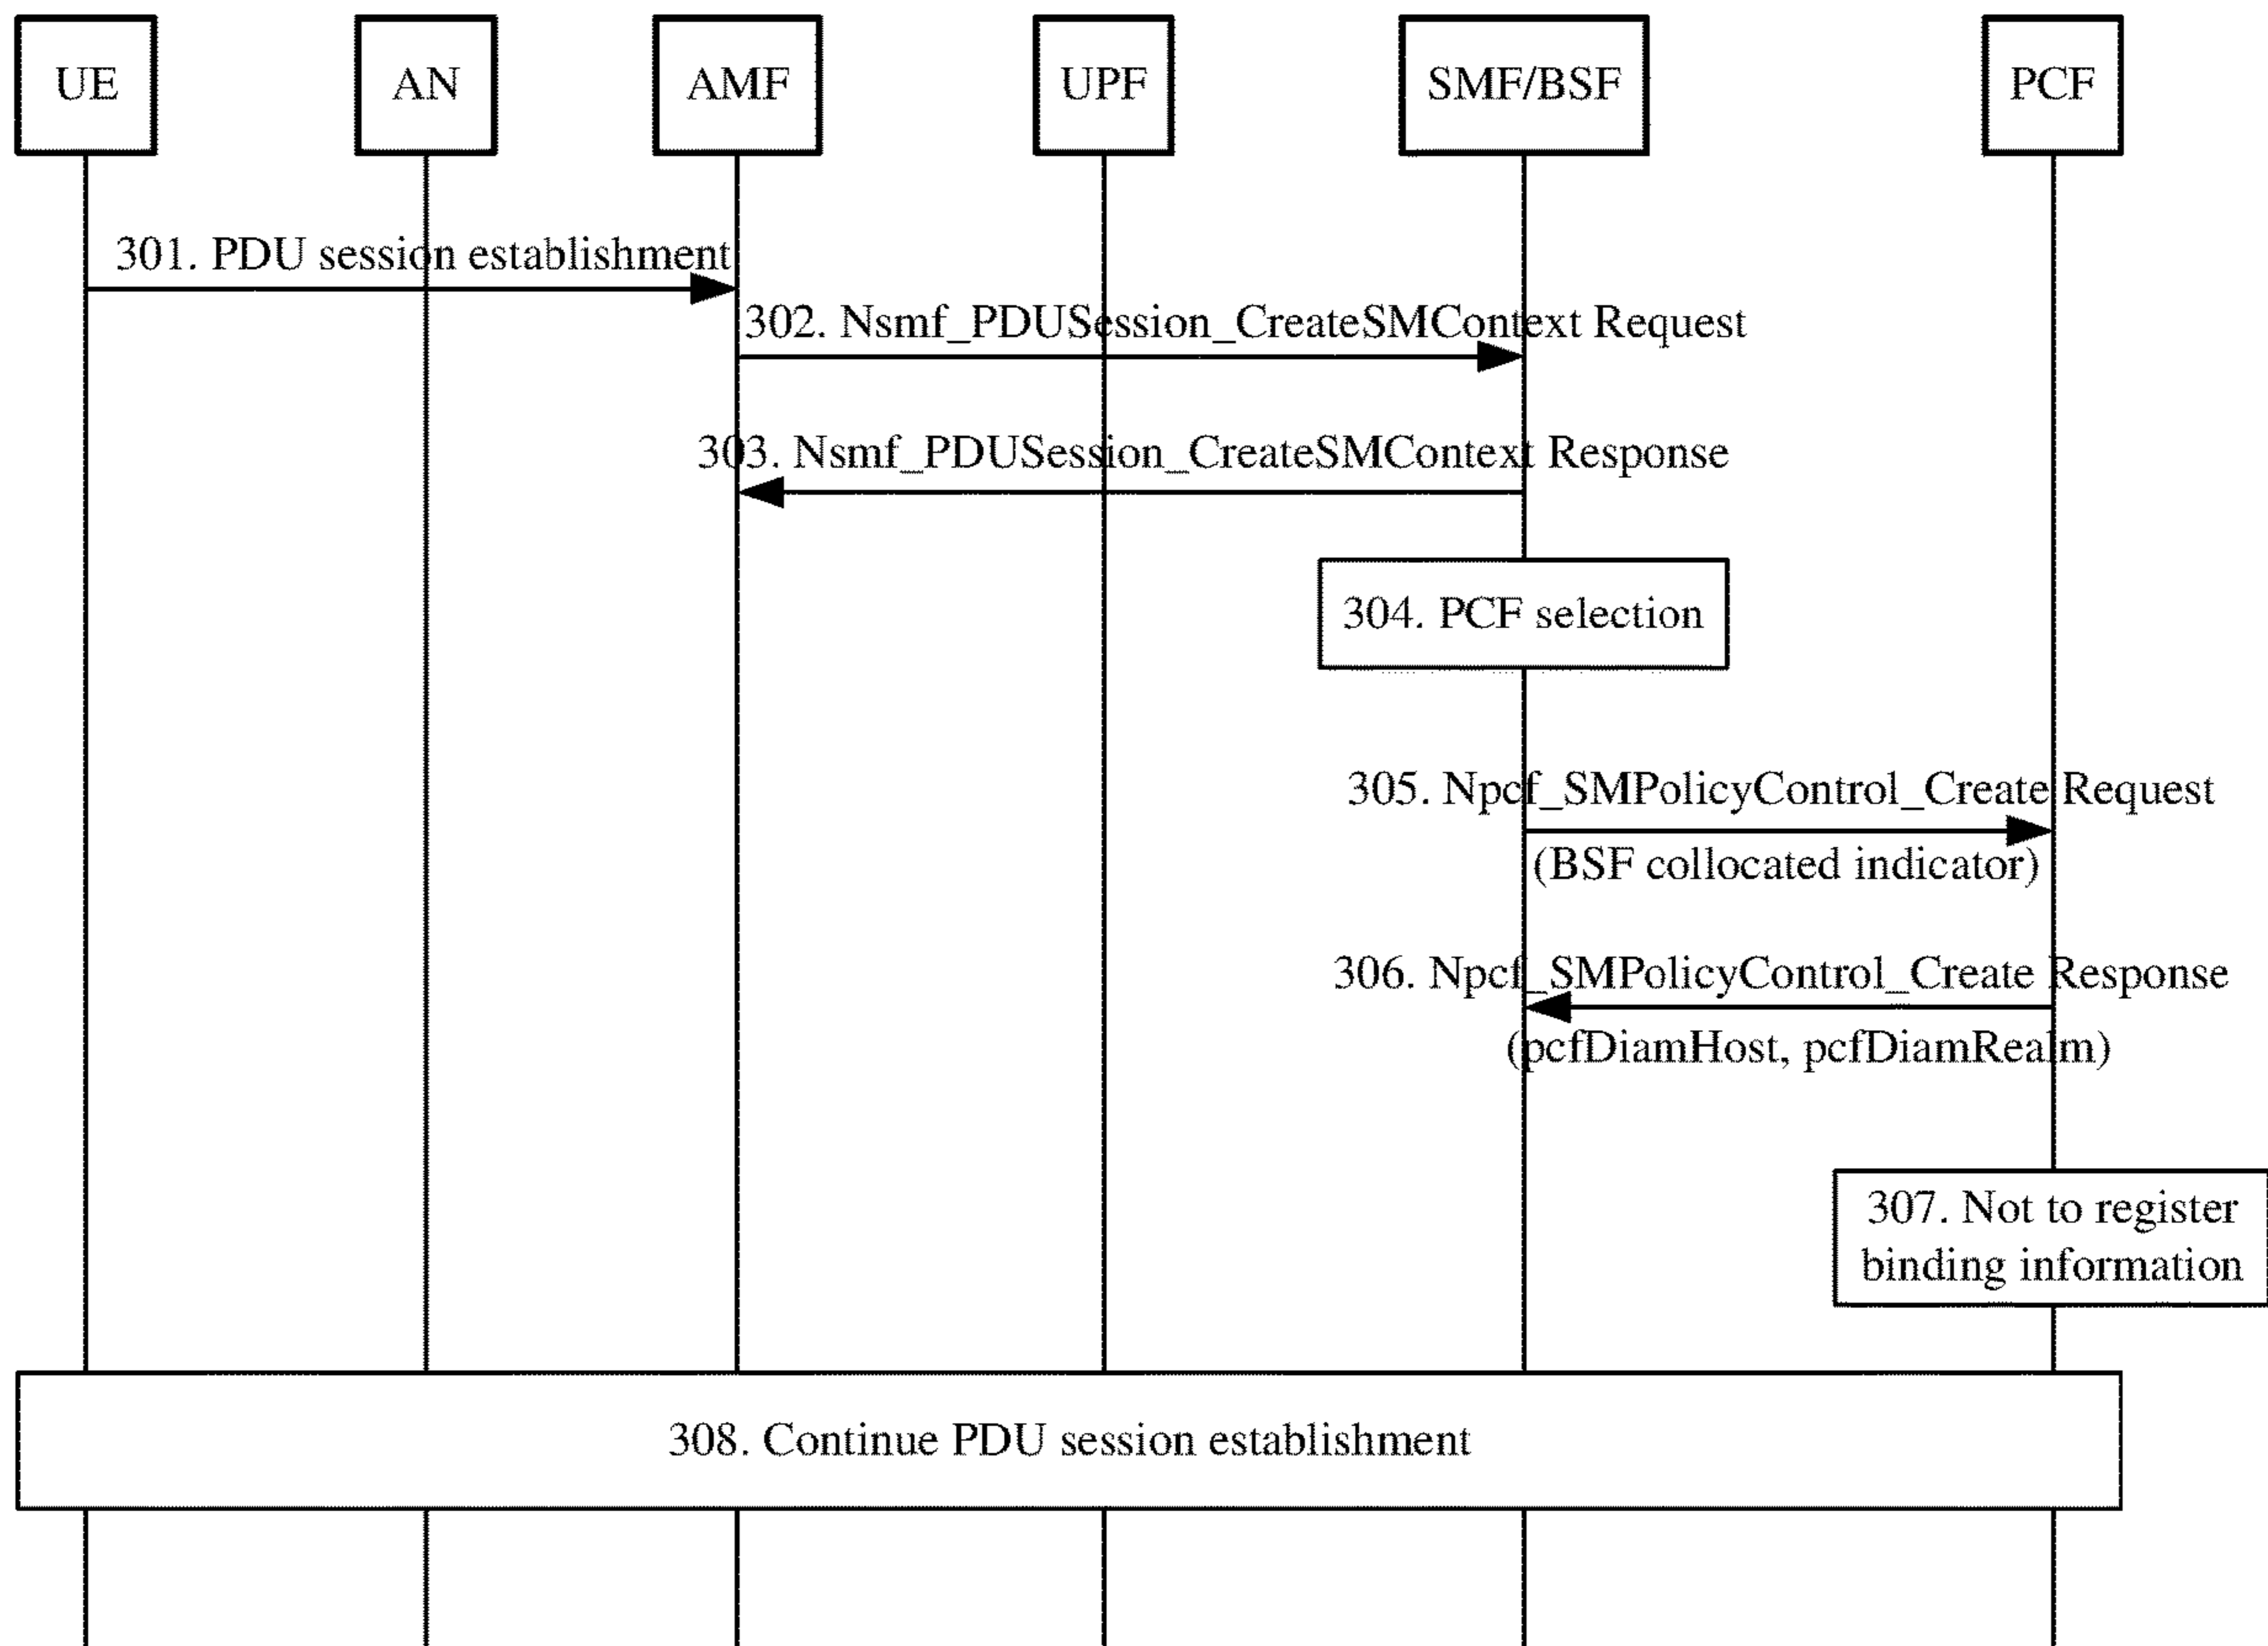 UE
AN
AMF
UPF
SMF/BSF
PCF
301. PDU session establishment
302. Nsmf_PDUSession_CreateSMContext Request
303. Nsmf_PDUSession_CreateSMContext Response
304. PCF selection
305. Npcf_SMPolicyControl_Create Request
(BSF collocated indicator)
306. Npcf_SMPolicyControl_Create Response
(pcfDiamHost, pcfDiamRealm)
307. Not to register
binding information
308. Continue PDU session establishment